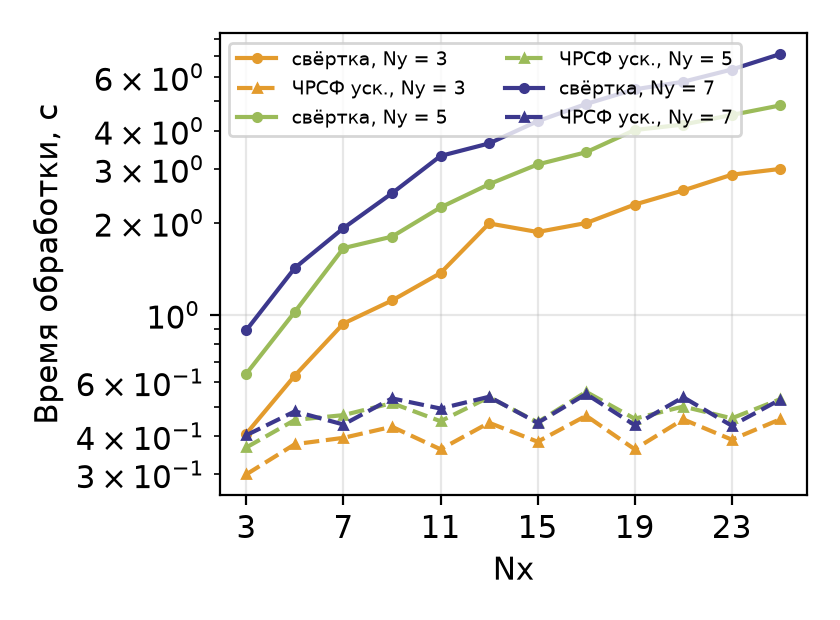 Время обработки, с
6 × 10⁰
4 × 10⁰
3 × 10⁰
2 × 10⁰
10⁰
6 × 10⁻¹
4 × 10⁻¹
3 × 10⁻¹
свёртка, Ny = 3
ЧРСФ уск., Ny = 3
свёртка, Ny = 5
ЧРСФ уск., Ny = 5
свёртка, Ny = 7
ЧРСФ уск., Ny = 7
3 7 11 15 19 23
Nx